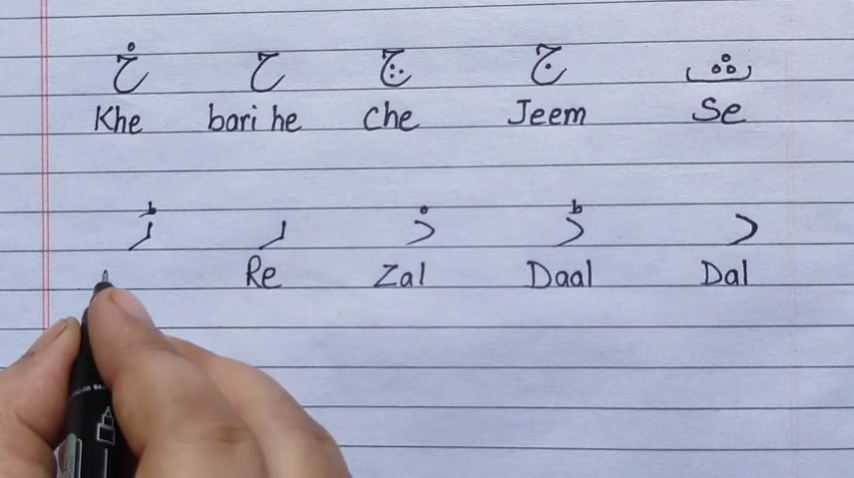 ث ج چ ح خ
Khe bari he che Jeem Se
د ڈ ذ ر ڑ
Re Zal Daal Dal